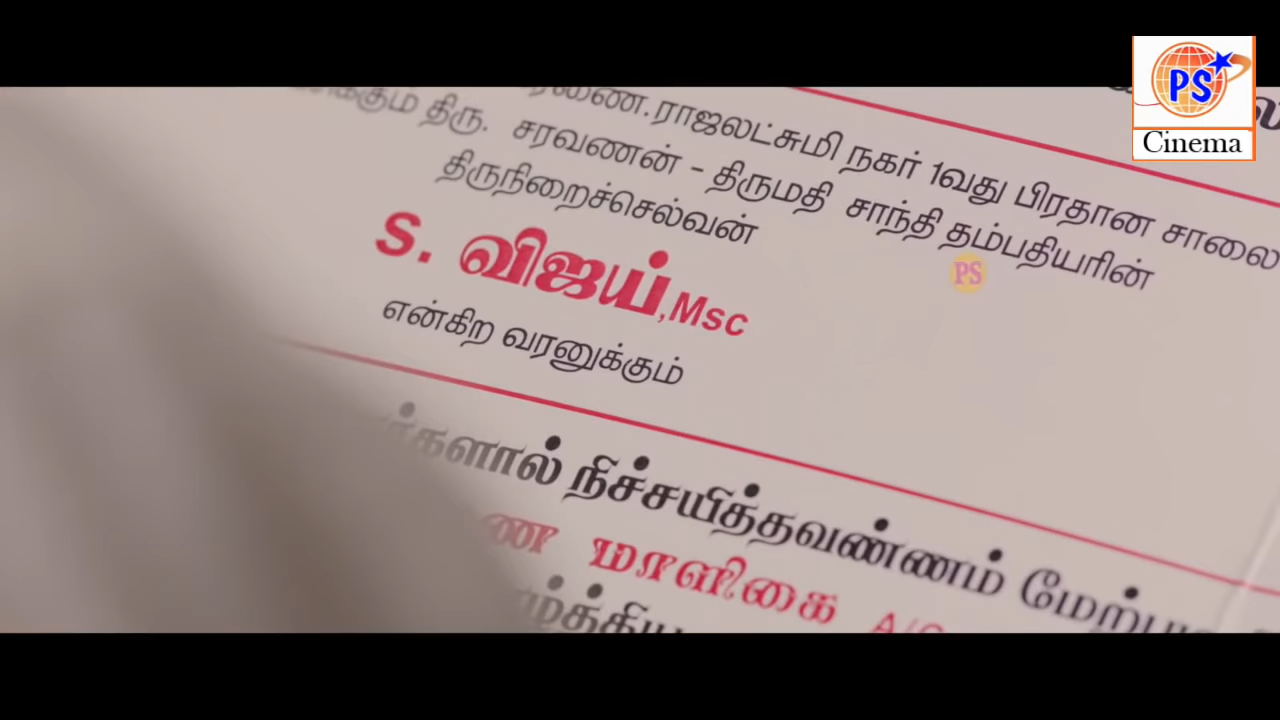 ராஜலட்சுமி நகர் 1வது பிரதான சாலை
திரு. சரவணன் - திருமதி சாந்தி தம்பதியரின்
திருநிறைச்செல்வன்
S. விஜய்,Msc
என்கிற வரனுக்கும்
நிச்சயித்தவண்ணம்
மாளிகை
PS
Cinema
PS